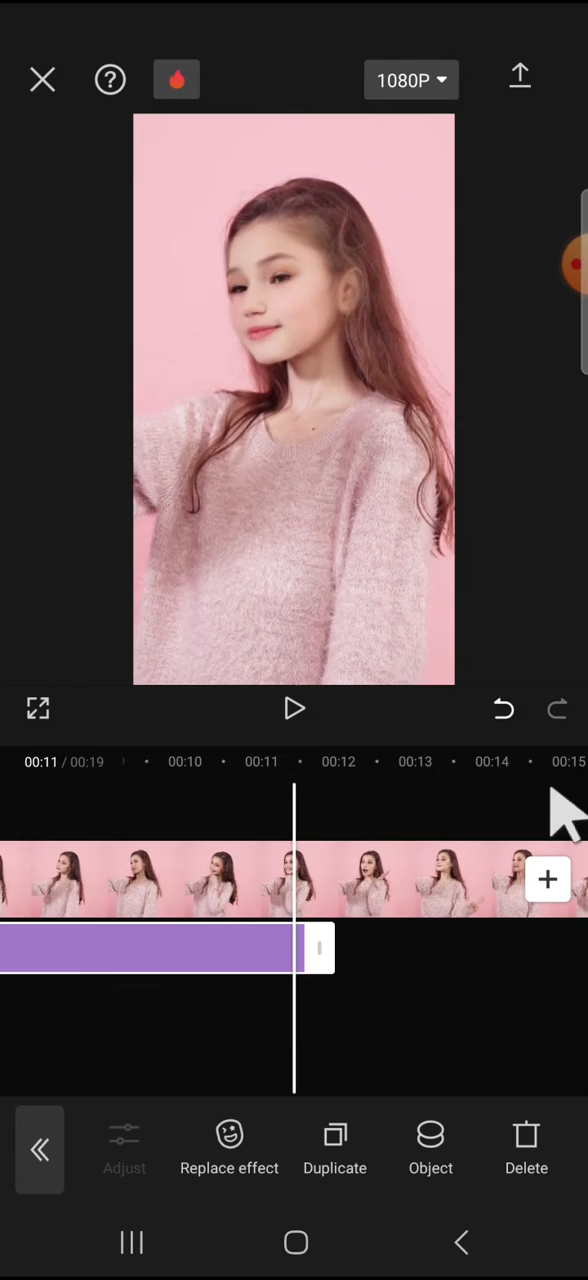 1080P
00:11 / 00:19
00:10
00:11
00:12
00:13
00:14
00:15
Adjust
Replace effect
Duplicate
Object
Delete